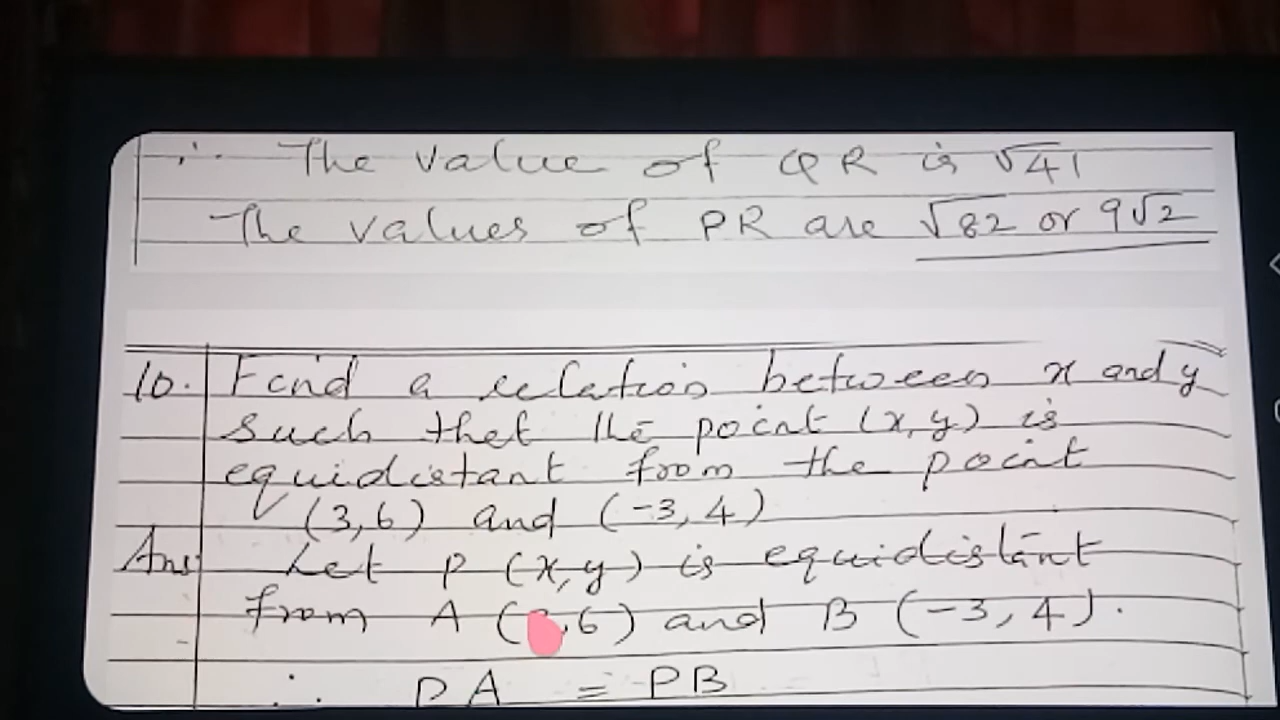 ∴ The value of QR is √41
The values of PR are √82 or 9√2
10. Find a relation between x and y
such that the point (x, y) is
equidistant from the point
(3, 6) and (-3, 4)
Ans Let P (x, y) is equidistant
from A ( , 6) and B (-3, 4).
∴ PA = PB